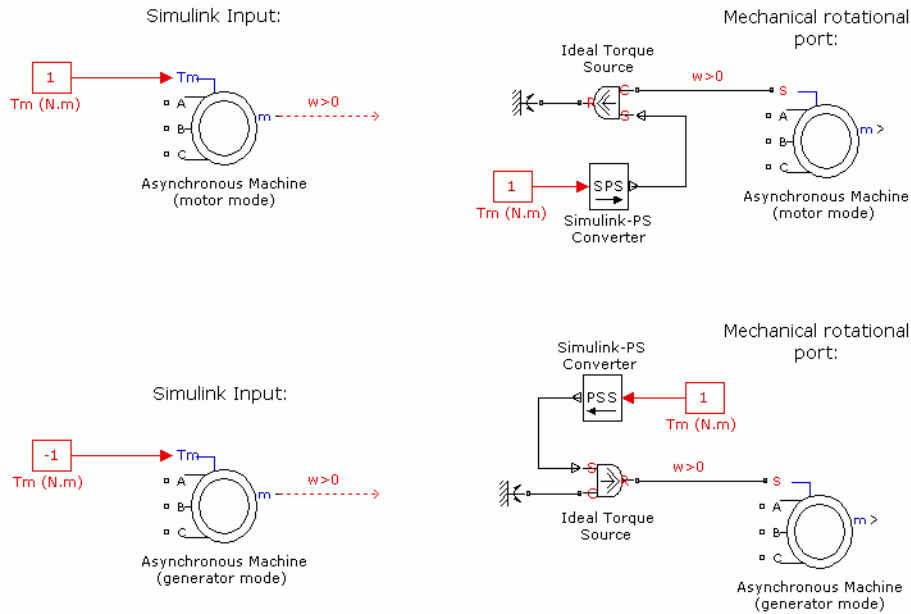 Simulink Input:
1
Tm (N.m)
Tm
A
B
C
m
w>0
Asynchronous Machine
(motor mode)
Mechanical rotational
port:
Ideal Torque
Source
R
C
S
w>0
S
A
B
C
m >
Asynchronous Machine
(motor mode)
1
Tm (N.m)
SPS
Simulink-PS
Converter
Simulink Input:
-1
Tm (N.m)
Tm
A
B
C
m
w>0
Asynchronous Machine
(generator mode)
Mechanical rotational
port:
Simulink-PS
Converter
PSS
1
Tm (N.m)
S
C
R
w>0
Ideal Torque
Source
S
A
B
C
m >
Asynchronous Machine
(generator mode)